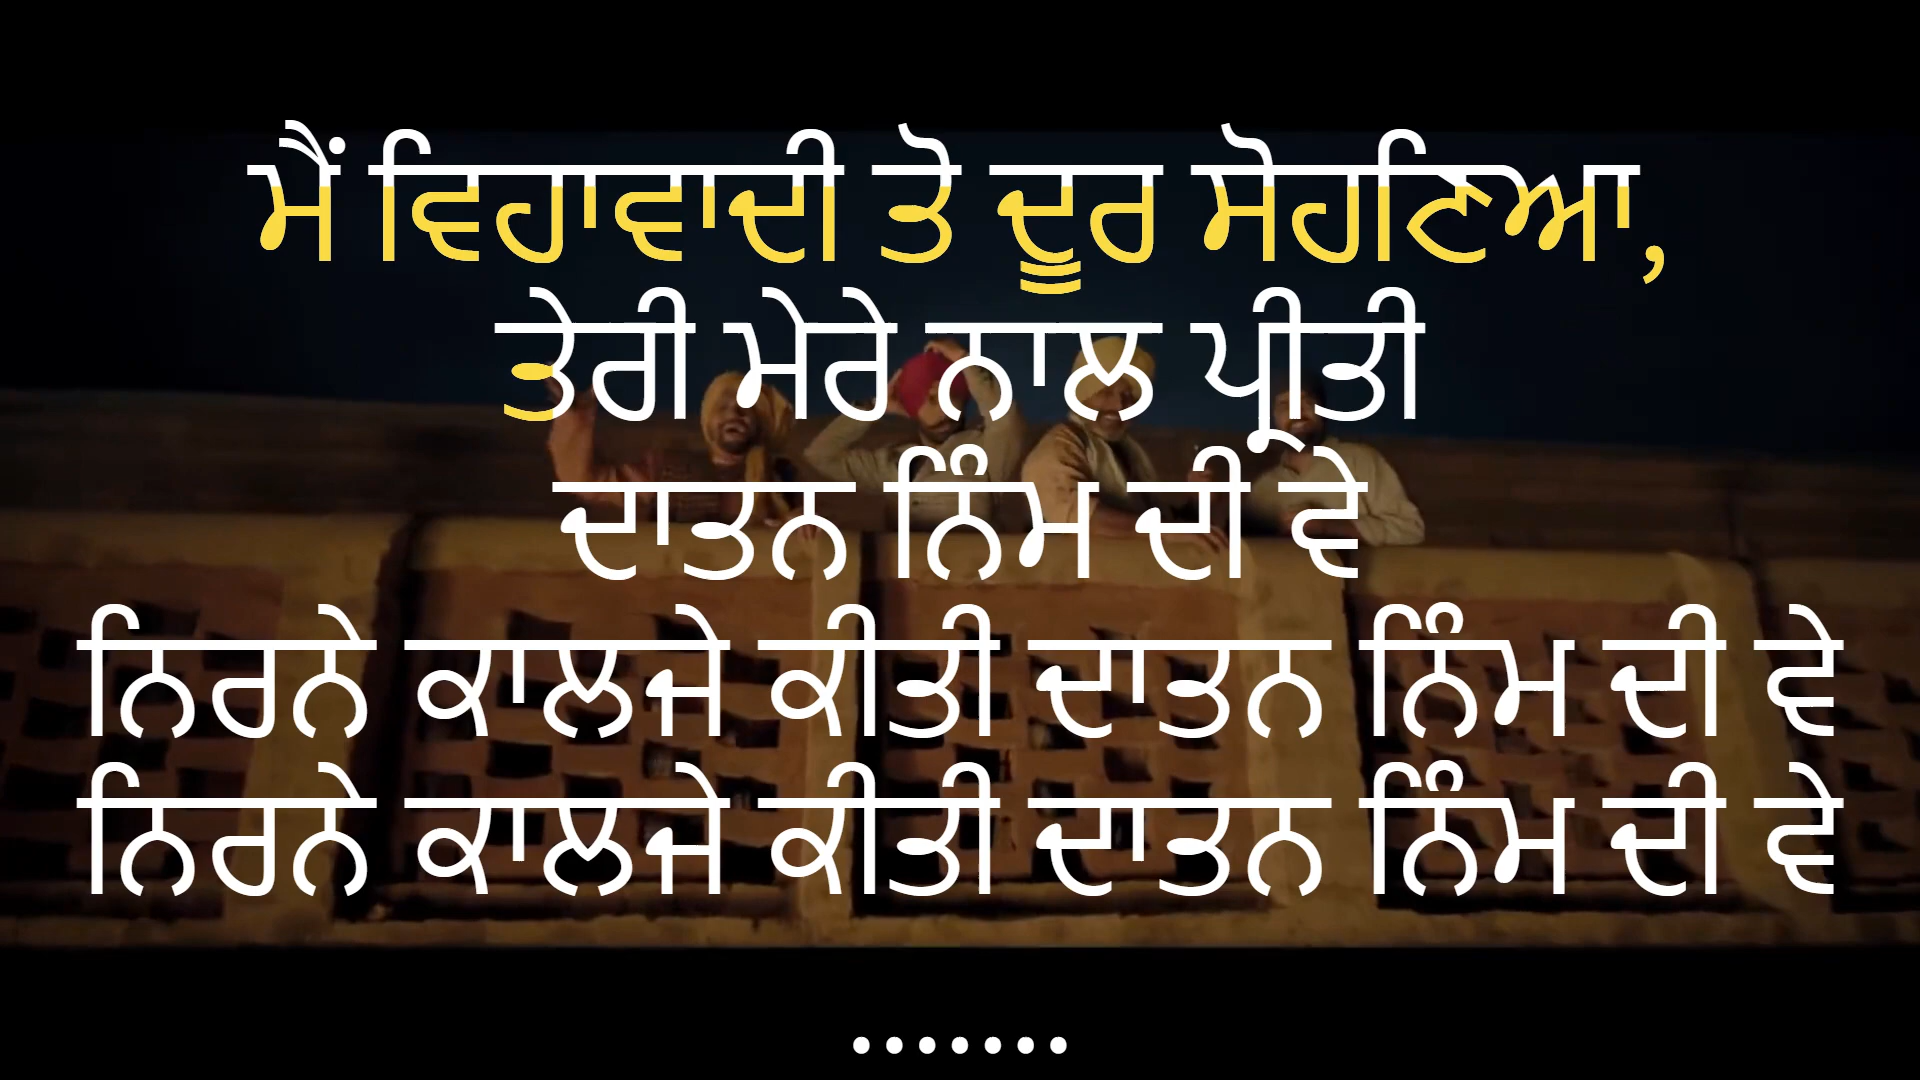 ਮੈਂ ਵਿਹਾਵਾਦੀ ਤੋ ਦੂਰ ਸੋਹਣਿਆ,
ਤੇਰੀ ਮੇਰੇ ਨਾਲ ਪ੍ਰੀਤੀ
ਦਾਤਨ ਨਿੰਮ ਦੀ ਵੇ
ਨਿਰਨੇ ਕਾਲਜੇ ਕੀਤੀ ਦਾਤਨ ਨਿੰਮ ਦੀ ਵੇ
ਨਿਰਨੇ ਕਾਲਜੇ ਕੀਤੀ ਦਾਤਨ ਨਿੰਮ ਦੀ ਵੇ
.......